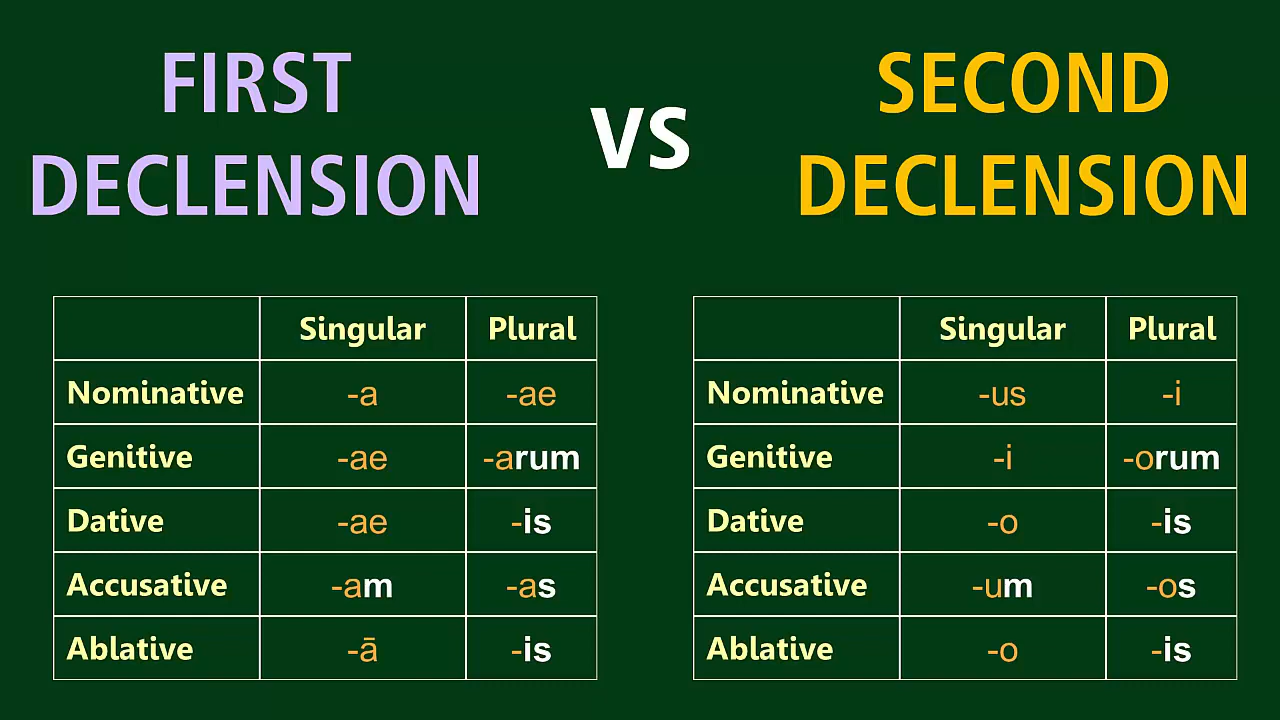 FIRST
DECLENSION
VS
SECOND
DECLENSION
Singular Plural
Nominative -a -ae
Genitive -ae -arum
Dative -ae -is
Accusative -am -as
Ablative -ā -is
Singular Plural
Nominative -us -i
Genitive -i -orum
Dative -o -is
Accusative -um -os
Ablative -o -is